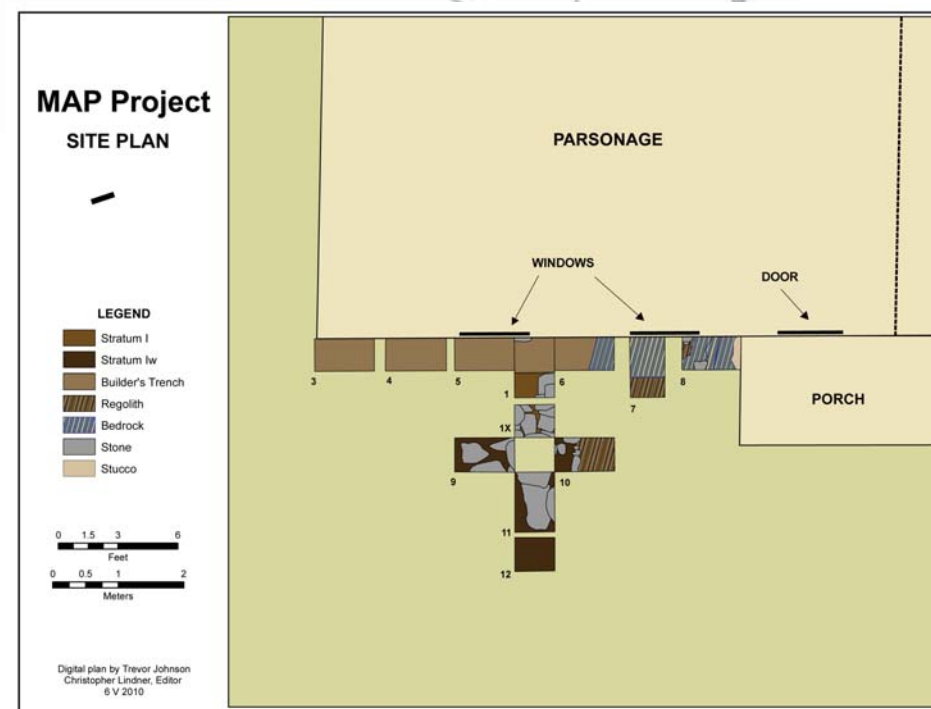 MAP Project
SITE PLAN
LEGEND
Stratum I
Stratum Iw
Builder's Trench
Regolith
Bedrock
Stone
Stucco
0 1.5 3 6
Feet
0 0.5 1 2
Meters
Digital plan by Trevor Johnson
Christopher Lindner, Editor
6 V 2010
PARSONAGE
WINDOWS
DOOR
PORCH
3 4 5 6 7 8
1
1X
9 10
11
12